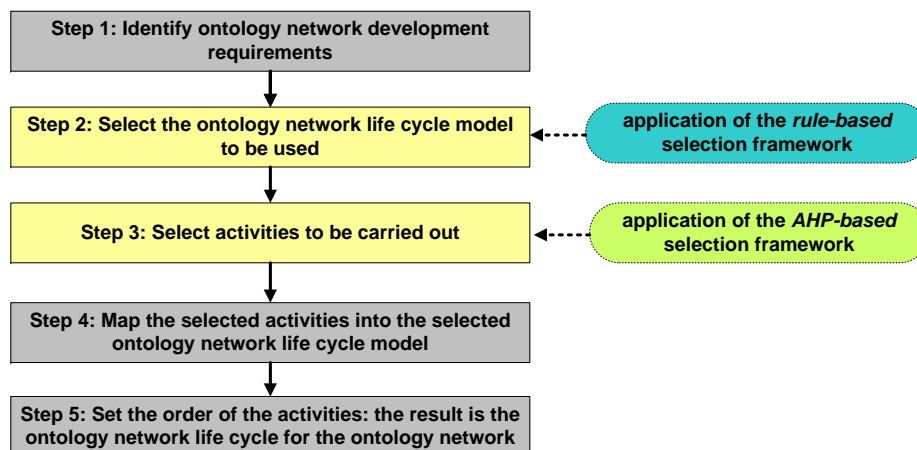 Step 1: Identify ontology network development
requirements
Step 2: Select the ontology network life cycle model
to be used
application of the rule-based
selection framework
Step 3: Select activities to be carried out
application of the AHP-based
selection framework
Step 4: Map the selected activities into the selected
ontology network life cycle model
Step 5: Set the order of the activities: the result is the
ontology network life cycle for the ontology network